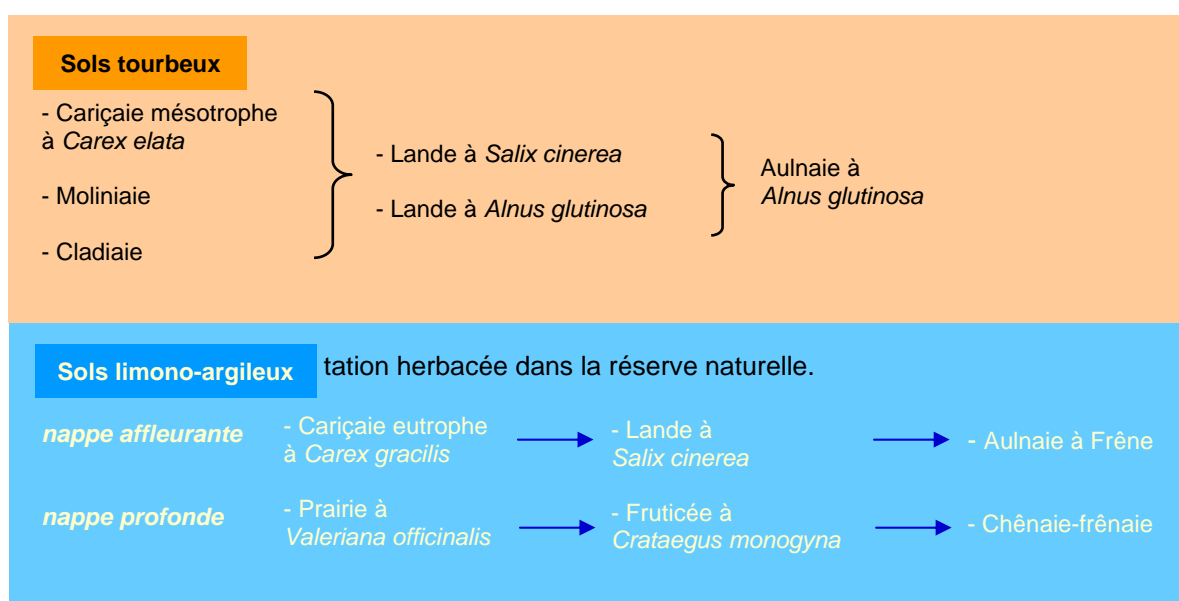 Sols tourbeux
- Cariçaie mésotrophe
à Carex elata
- Moliniaie
- Cladiaie
- Lande à Salix cinerea
- Lande à Alnus glutinosa
Aulnaie à
Alnus glutinosa
Sols limono-argileux tation herbacée dans la réserve naturelle.
nappe affleurante
- Cariçaie eutrophe
à Carex gracilis
- Lande à
Salix cinerea
- Aulnaie à Frêne
nappe profonde
- Prairie à
Valeriana officinalis
- Fruticée à
Crataegus monogyna
- Chênaie-frênaie